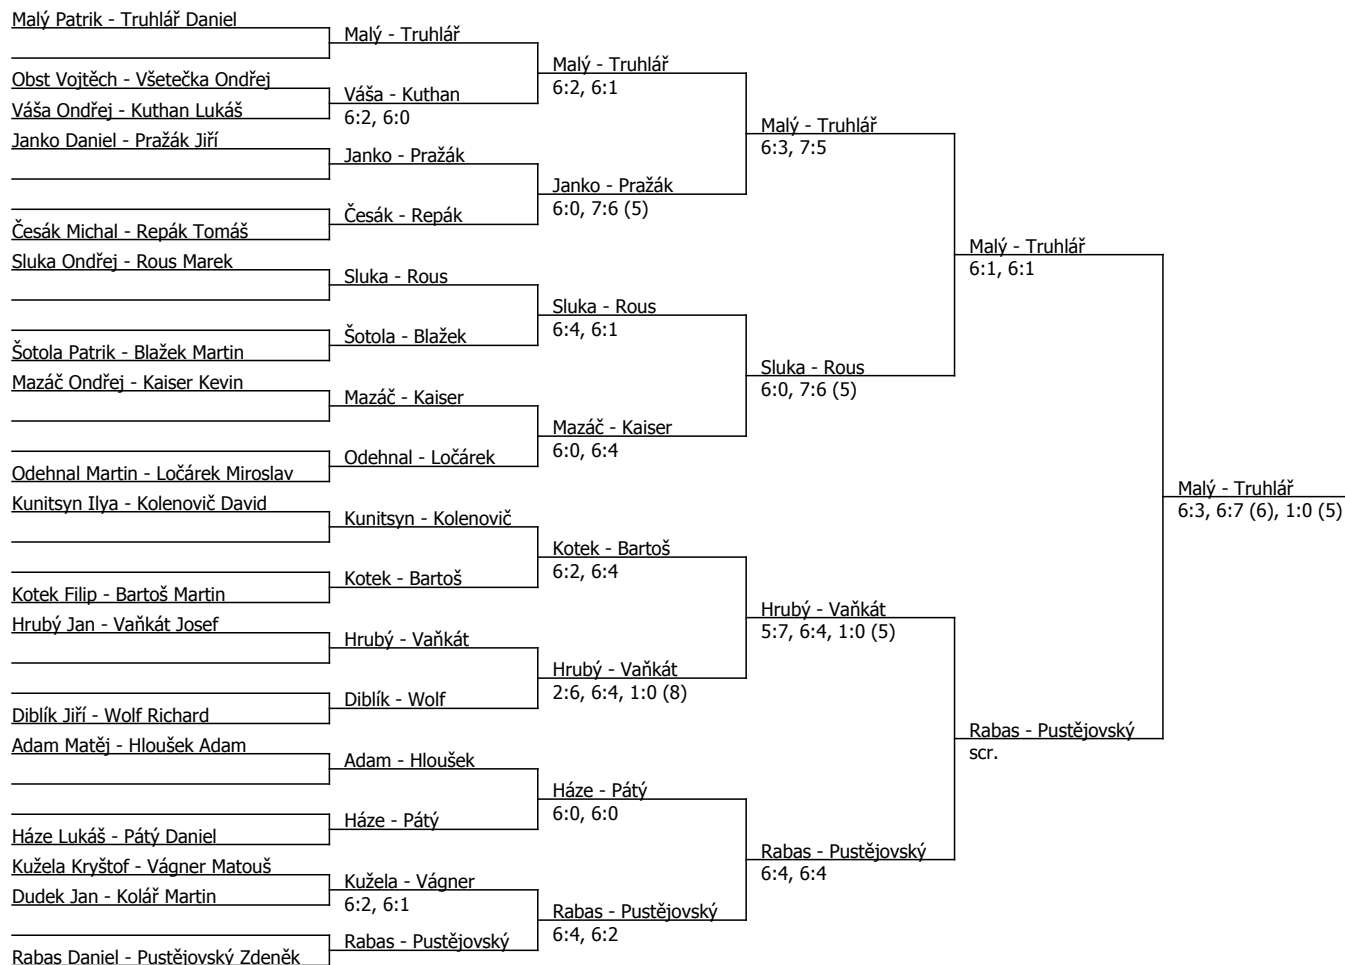 Malý Patrik - Truhlář Daniel
Obst Vojtěch - Všetečka Ondřej
Váša Ondřej - Kuthan Lukáš
Janko Daniel - Pražák Jiří
Česák Michal - Repák Tomáš
Sluka Ondřej - Rous Marek
Šotola Patrik - Blažek Martin
Mazáč Ondřej - Kaiser Kevin
Odehnal Martin - Ločárek Miroslav
Kunitsyn Ilya - Kolenovič David
Kotek Filip - Bartoš Martin
Hrubý Jan - Vaňkát Josef
Diblík Jiří - Wolf Richard
Adam Matěj - Hloušek Adam
Háze Lukáš - Pátý Daniel
Kužela Kryštof - Vágner Matouš
Dudek Jan - Kolář Martin
Rabas Daniel - Pustějovský Zdeněk
Malý - Truhlář
Váša - Kuthan
6:2, 6:0
Janko - Pražák
Česák - Repák
Sluka - Rous
Šotola - Blažek
Mazáč - Kaiser
Odehnal - Ločárek
Kunitsyn - Kolenovič
Kotek - Bartoš
Hrubý - Vaňkát
Diblík - Wolf
Adam - Hloušek
Háze - Pátý
Kužela - Vágner
6:2, 6:1
Rabas - Pustějovský
Malý - Truhlář
6:2, 6:1
Janko - Pražák
6:0, 7:6 (5)
Sluka - Rous
6:4, 6:1
Mazáč - Kaiser
6:0, 6:4
Kotek - Bartoš
6:2, 6:4
Hrubý - Vaňkát
2:6, 6:4, 1:0 (8)
Háze - Pátý
6:0, 6:0
Rabas - Pustějovský
6:4, 6:2
Malý - Truhlář
6:3, 7:5
Sluka - Rous
6:0, 7:6 (5)
Hrubý - Vaňkát
5:7, 6:4, 1:0 (5)
Rabas - Pustějovský
6:4, 6:4
Malý - Truhlář
6:1, 6:1
Rabas - Pustějovský
scr.
Malý - Truhlář
6:3, 6:7 (6), 1:0 (5)